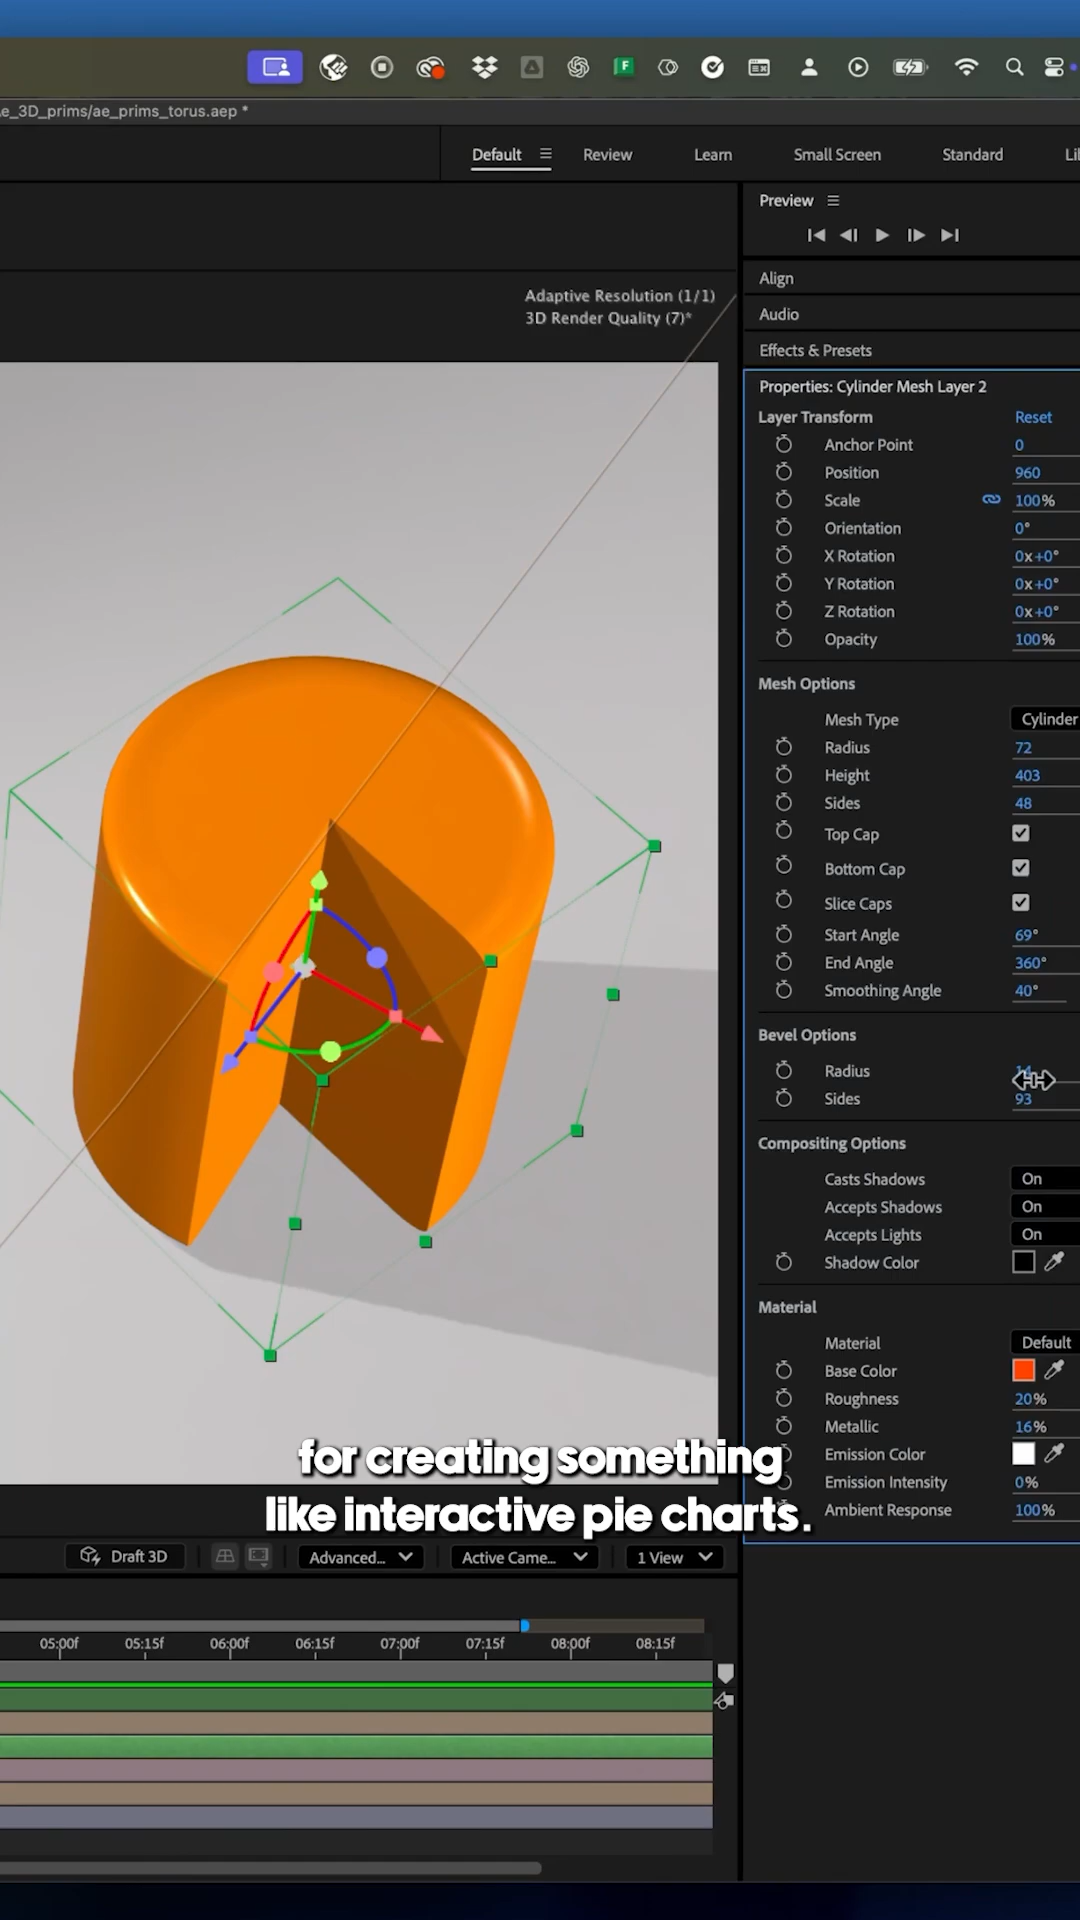 e_3D_prims/ae_prims_torus.aep *
Default
Review
Learn
Small Screen
Standard
Preview
Adaptive Resolution (1/1)
3D Render Quality (7)*
Align
Audio
Effects & Presets
Properties: Cylinder Mesh Layer 2
Layer Transform Reset
Anchor Point 0
Position 960
Scale 100%
Orientation 0°
X Rotation 0x+0°
Y Rotation 0x+0°
Z Rotation 0x+0°
Opacity 100%
Mesh Options
Mesh Type Cylinder
Radius 72
Height 403
Sides 48
Top Cap
Bottom Cap
Slice Caps
Start Angle 69°
End Angle 360°
Smoothing Angle 40°
Bevel Options
Radius
Sides 93
Compositing Options
Casts Shadows On
Accepts Shadows On
Accepts Lights On
Shadow Color
Material
Material Default
Base Color
Roughness 20%
Metallic 16%
Emission Color
Emission Intensity 0%
Ambient Response 100%
for creating something
like interactive pie charts.
Draft 3D
Advanced...
Active Came...
1 View
05:00f 05:15f 06:00f 06:15f 07:00f 07:15f 08:00f 08:15f